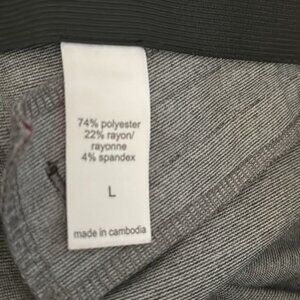 74% polyester
22% rayon/
rayonne
4% spandex
L
made in cambodia